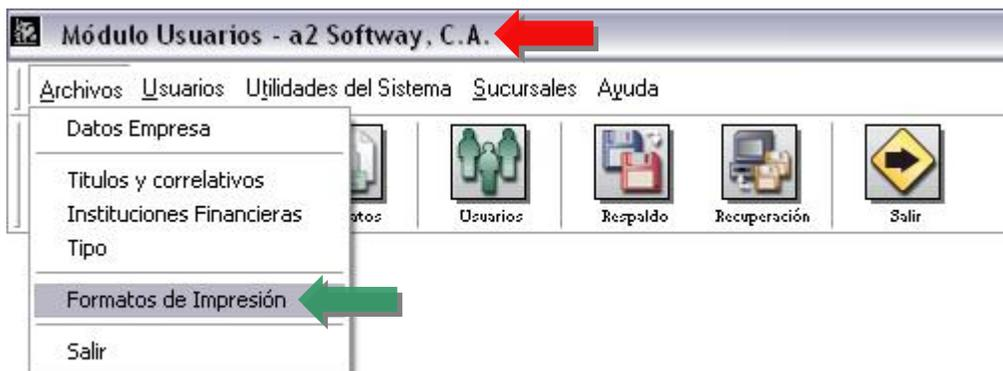 Módulo Usuarios - a2 Softway, C.A.
Archivos Usuarios Utilidades del Sistema Sucursales Ayuda
Datos Empresa
Titulos y correlativos
Instituciones Financieras
Tipo
Formatos de Impresión
Salir
Usuarios Respaldo Recuperación Salir